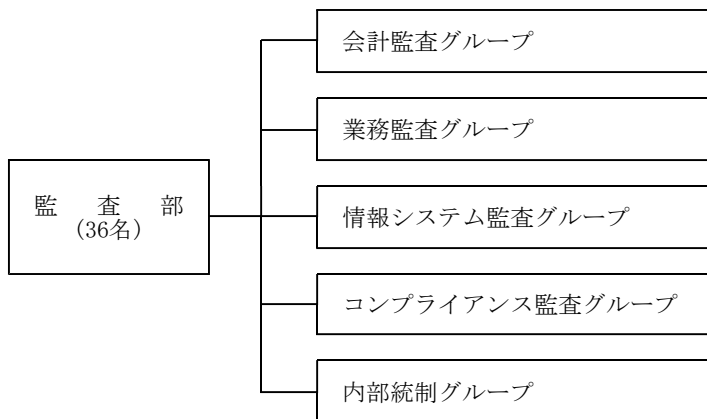 会計監査グループ
業務監査グループ
監査部
(36名)
情報システム監査グループ
コンプライアンス監査グループ
内部統制グループ